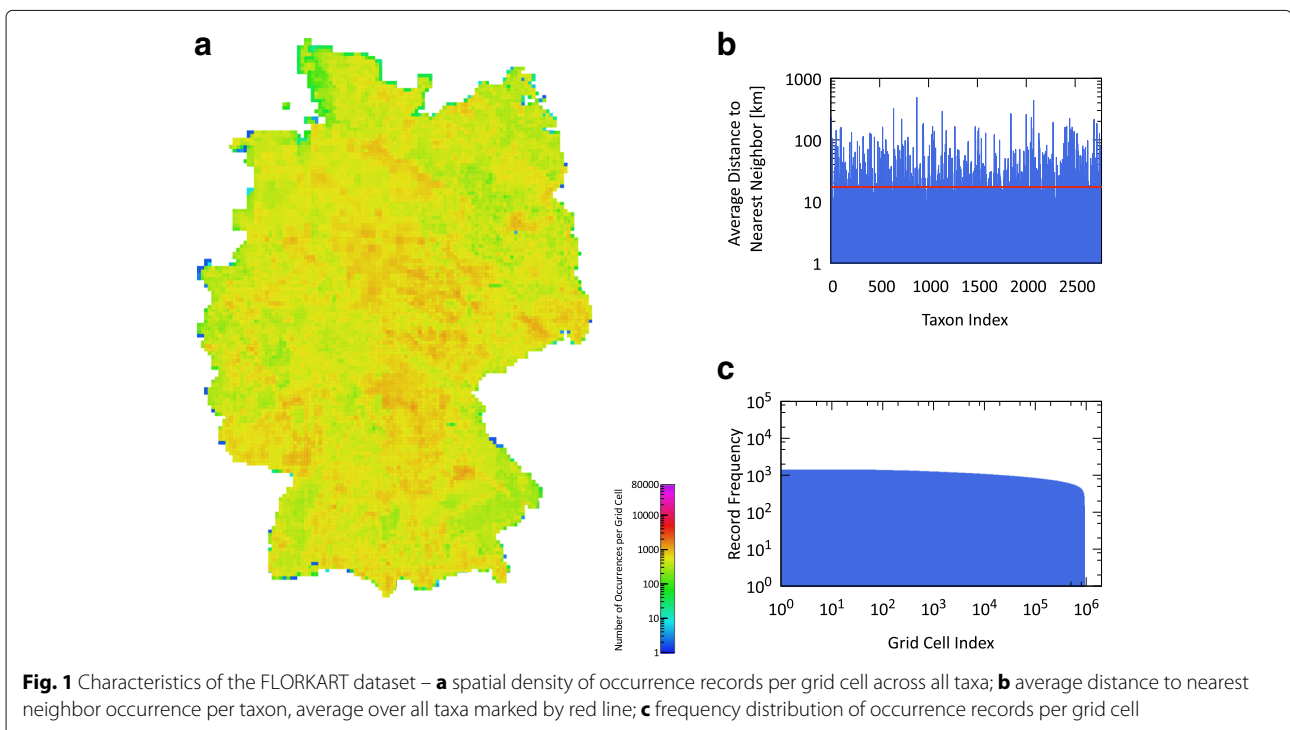 a
80000
10000
1000
100
10
1
Number of Occurrences per Grid Cell
b
1000
100
10
1
Average Distance to
Nearest Neighbor [km]
0 500 1000 1500 2000 2500
Taxon Index
c
10^5
10^4
10^3
10^2
10^1
10^0
Record Frequency
10^0 10^1 10^2 10^3 10^4 10^5 10^6
Grid Cell Index
Fig. 1 Characteristics of the FLORKART dataset – a spatial density of occurrence records per grid cell across all taxa; b average distance to nearest
neighbor occurrence per taxon, average over all taxa marked by red line; c frequency distribution of occurrence records per grid cell